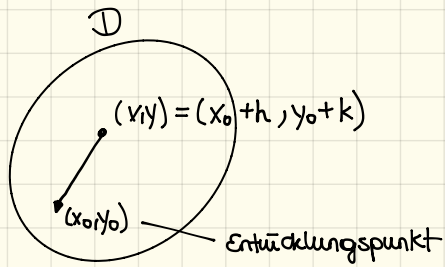 D
(x,y) = (x₀+h, y₀+k)
(x₀,y₀)
Entwicklungspunkt